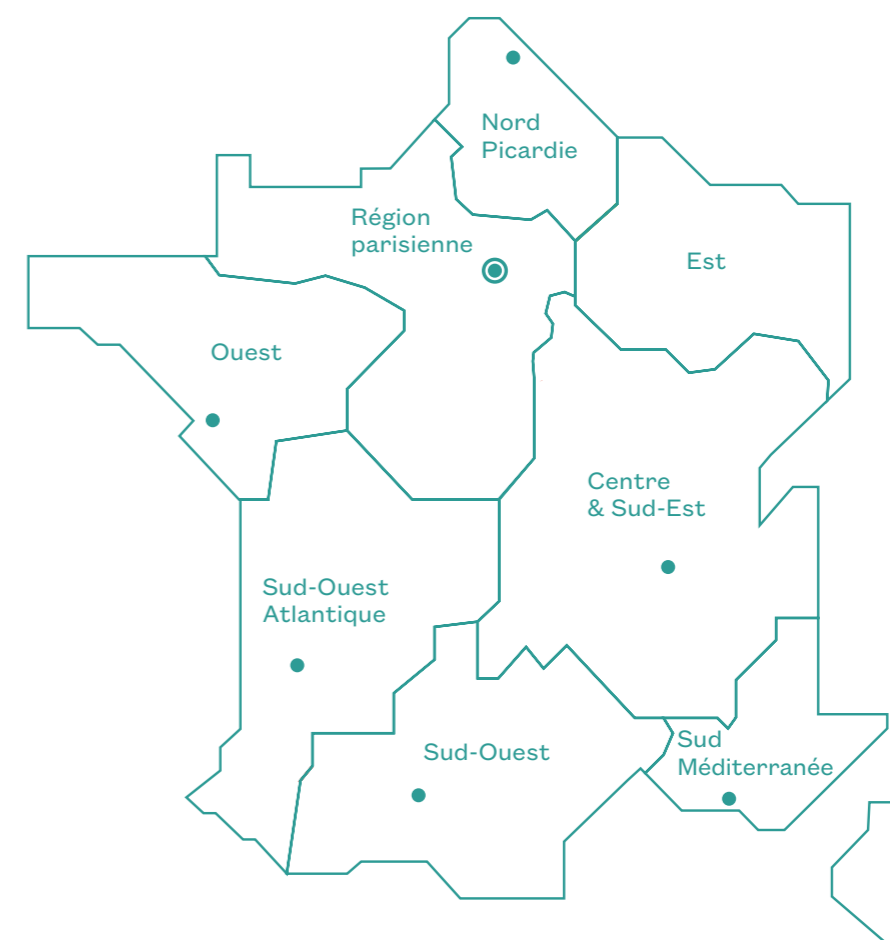 Nord
Picardie
Région
parisienne
Est
Ouest
Centre
& Sud-Est
Sud-Ouest
Atlantique
Sud-Ouest
Sud
Méditerranée